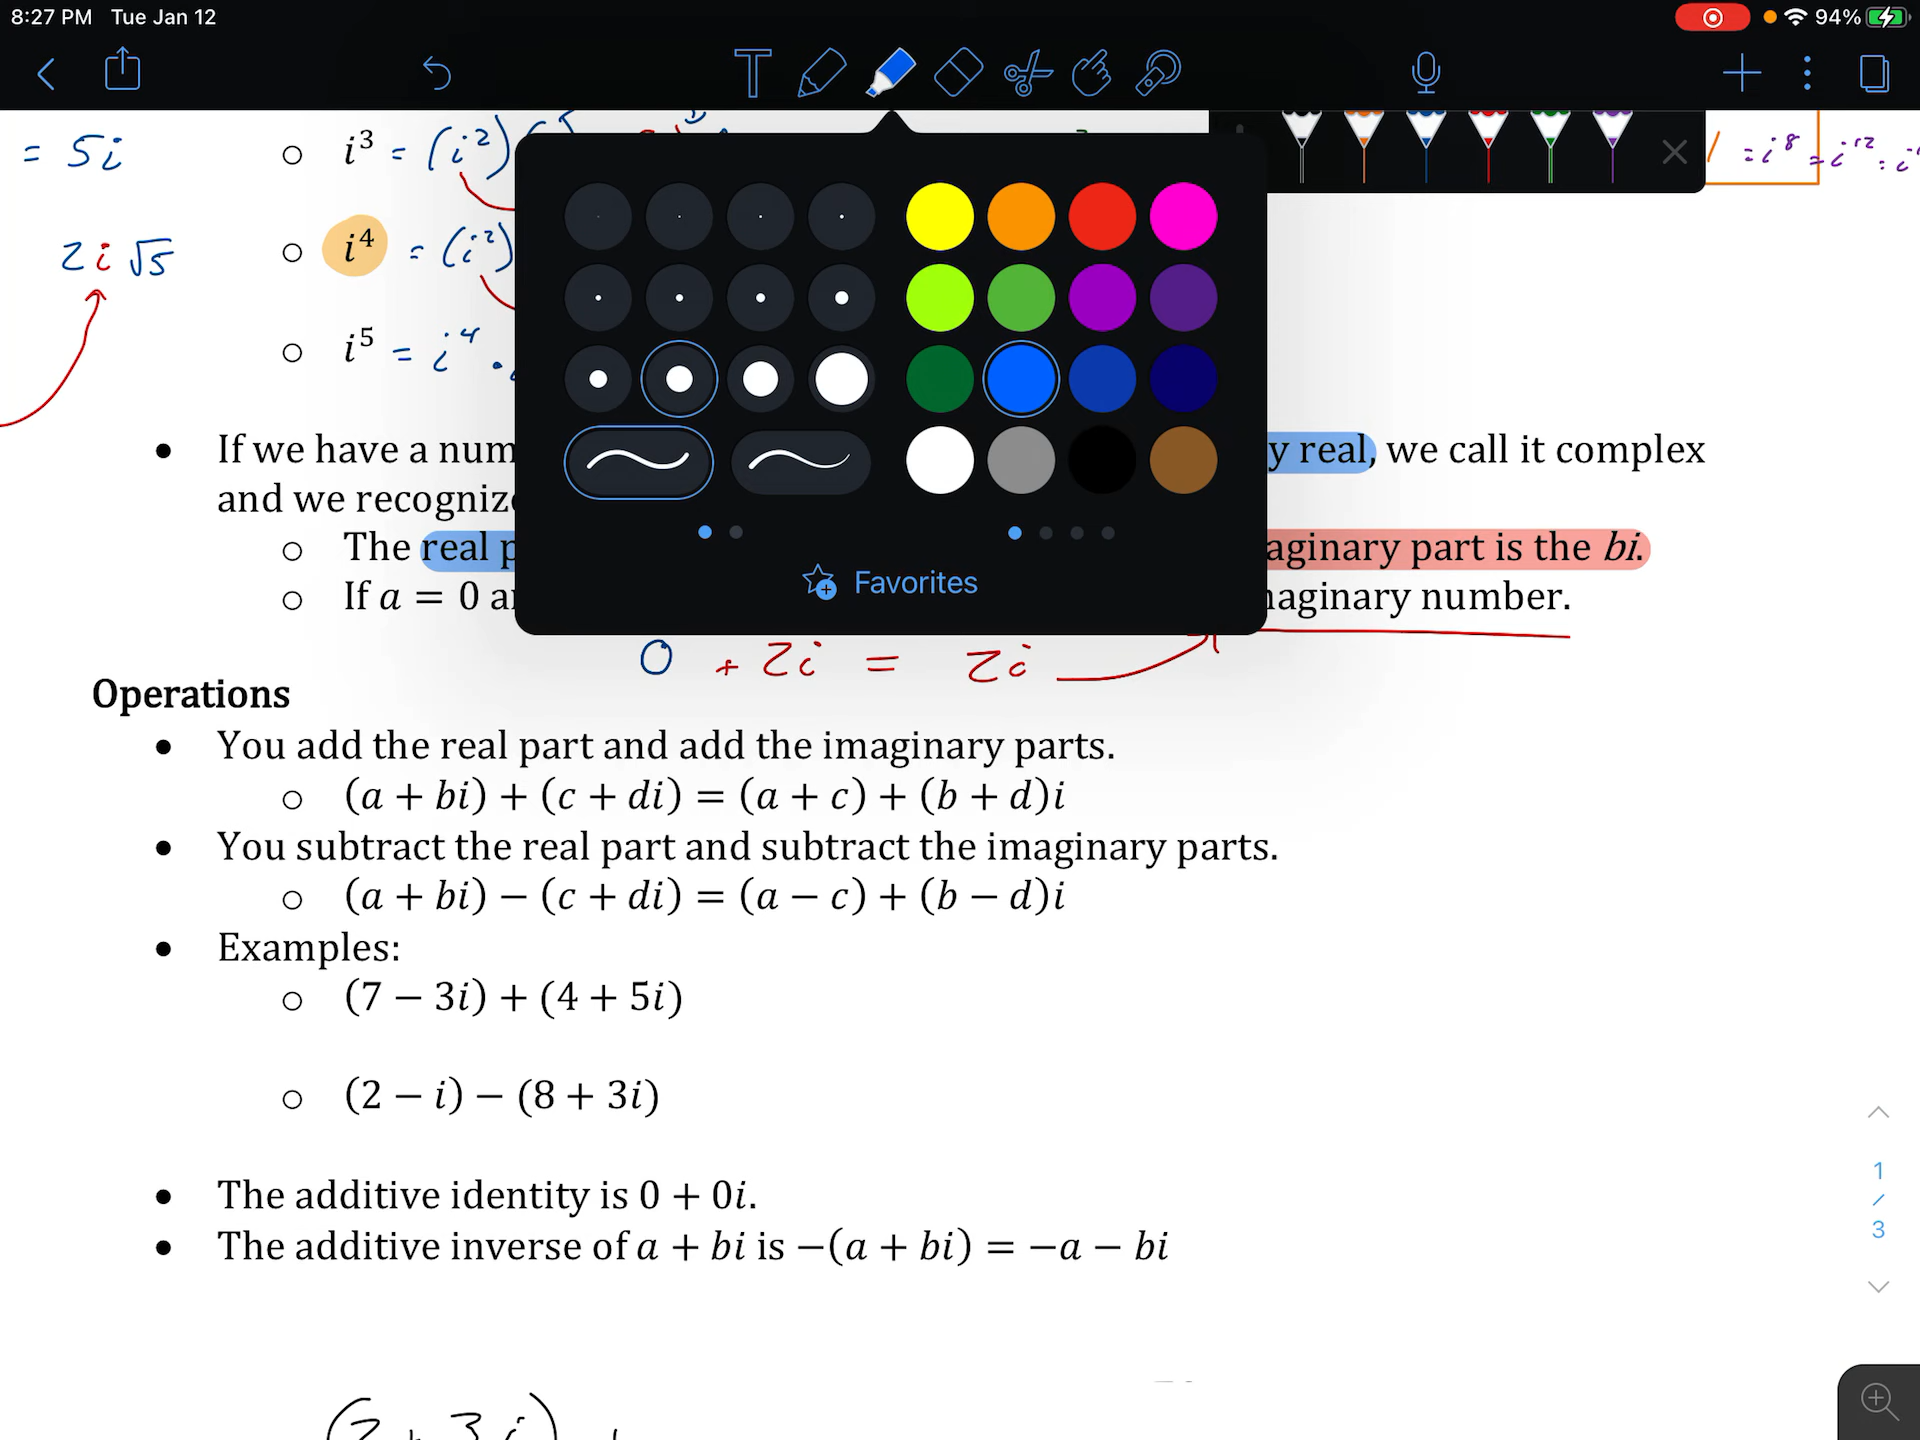 8:27 PM Tue Jan 12 94%
T
= 5i
i³ = (i²)
= i⁸ = i¹²
2i√5
i⁴ = (i²)
i⁵ = i⁴ ·
If we have a num y real, we call it complex
and we recogniz
The real p aginary part is the bi.
If a = 0 a aginary number.
Favorites
0 + 2i = 2i
Operations
You add the real part and add the imaginary parts.
(a + bi) + (c + di) = (a + c) + (b + d)i
You subtract the real part and subtract the imaginary parts.
(a + bi) − (c + di) = (a − c) + (b − d)i
Examples:
(7 − 3i) + (4 + 5i)
(2 − i) − (8 + 3i)
The additive identity is 0 + 0i.
The additive inverse of a + bi is −(a + bi) = −a − bi
1
/
3